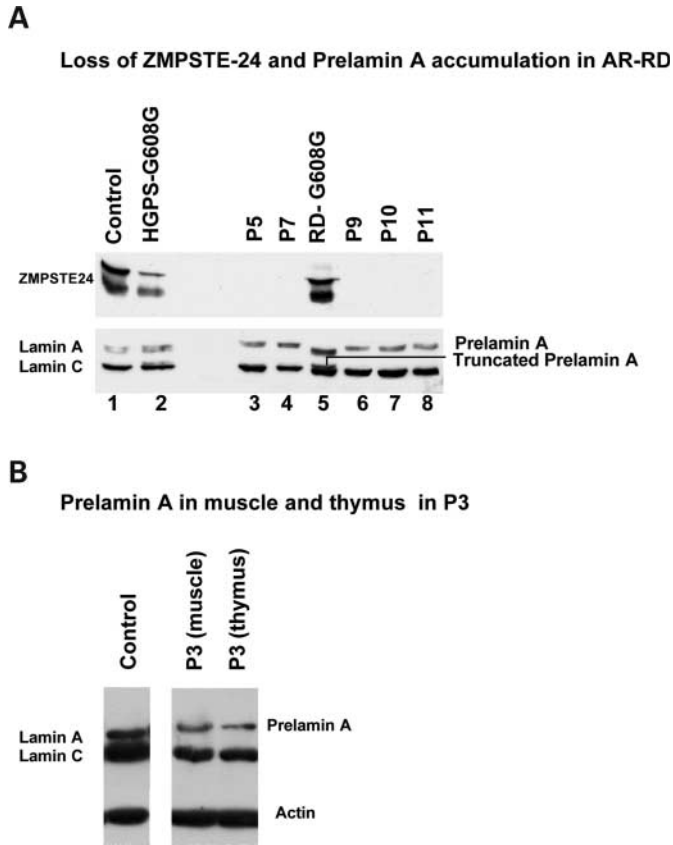 A
Loss of ZMPSTE-24 and Prelamin A accumulation in AR-RD
Control
HGPS-G608G
P5
P7
RD- G608G
P9
P10
P11
ZMPSTE24
Lamin A
Prelamin A
Truncated Prelamin A
Lamin C
1 2 3 4 5 6 7 8
B
Prelamin A in muscle and thymus in P3
Control
P3 (muscle)
P3 (thymus)
Prelamin A
Lamin A
Lamin C
Actin